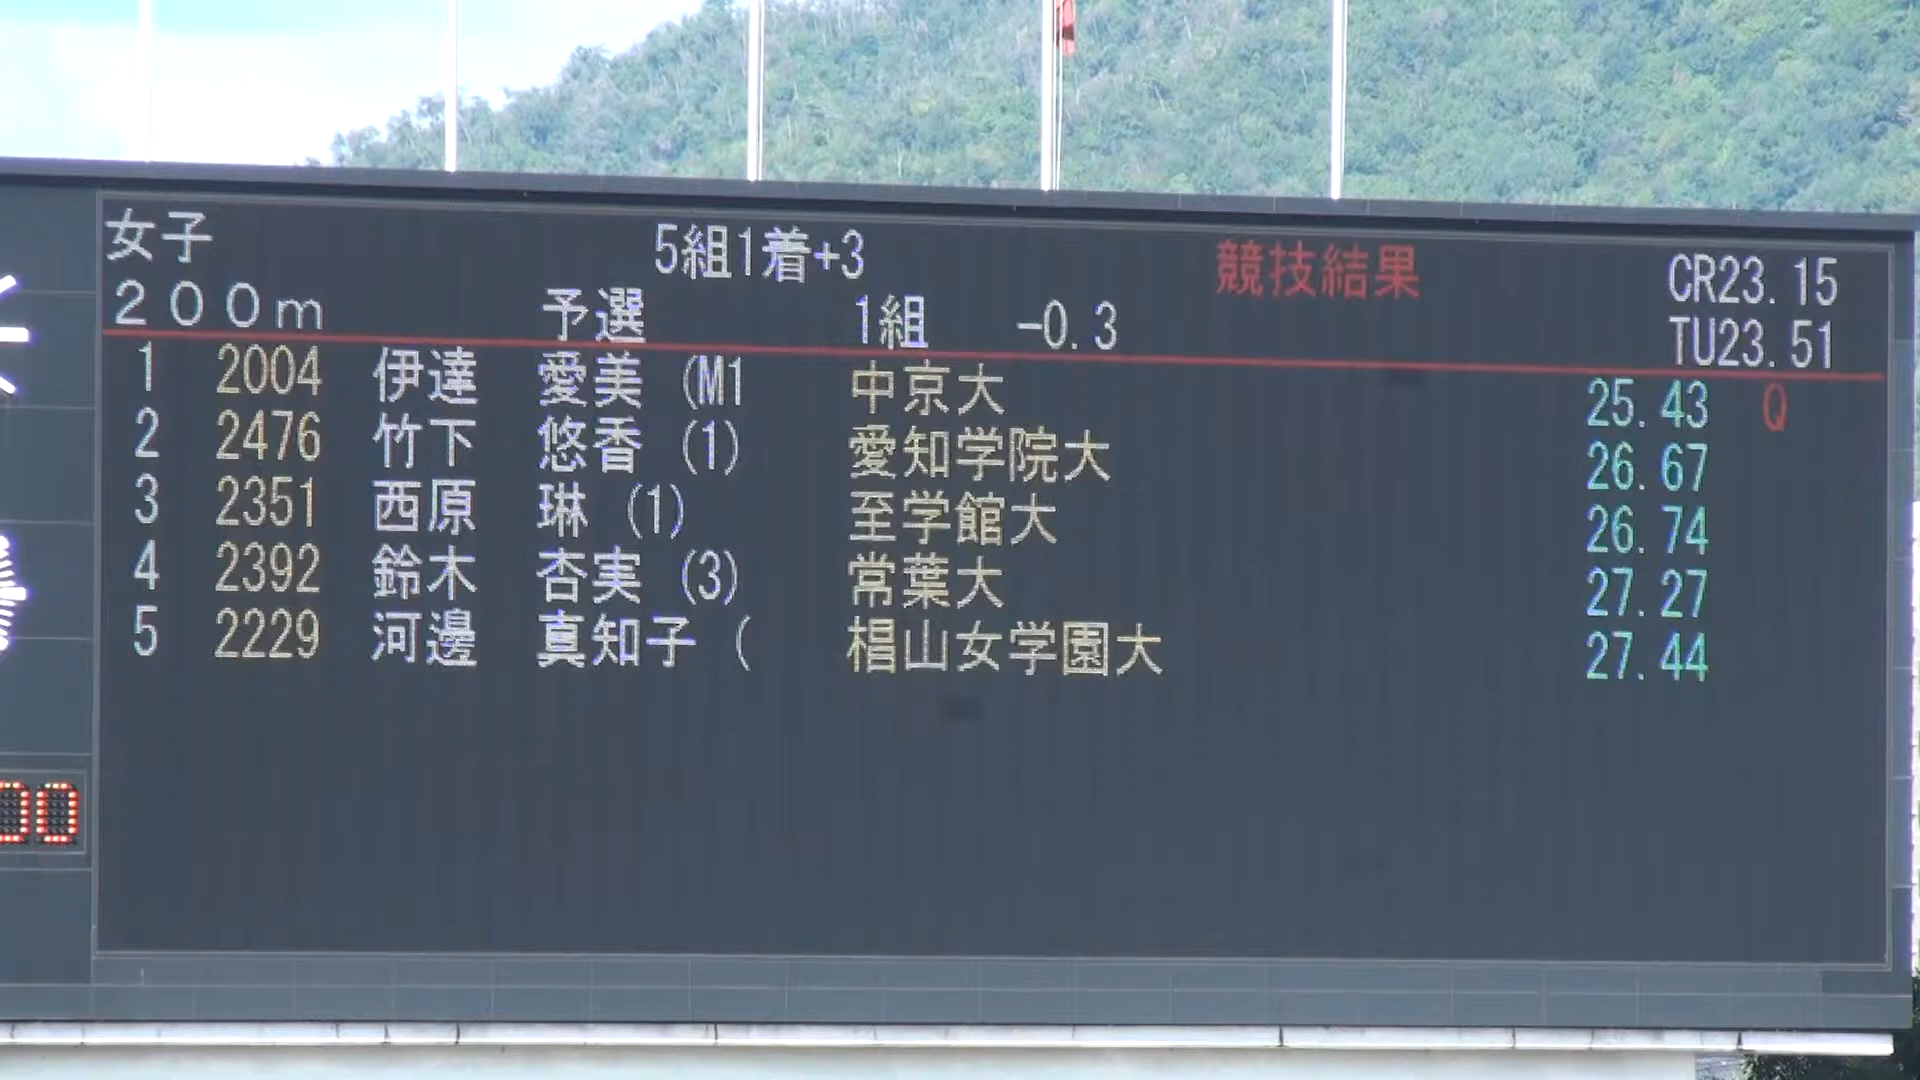 女子 5組1着+3 競技結果 CR23.15
200m 予選 1組 -0.3 TU23.51
1 2004 伊達 愛美 (M1 中京大 25.43 Q
2 2476 竹下 悠香 (1) 愛知学院大 26.67
3 2351 西原 琳 (1) 至学館大 26.74
4 2392 鈴木 杏実 (3) 常葉大 27.27
5 2229 河邊 真知子 ( 椙山女学園大 27.44
00